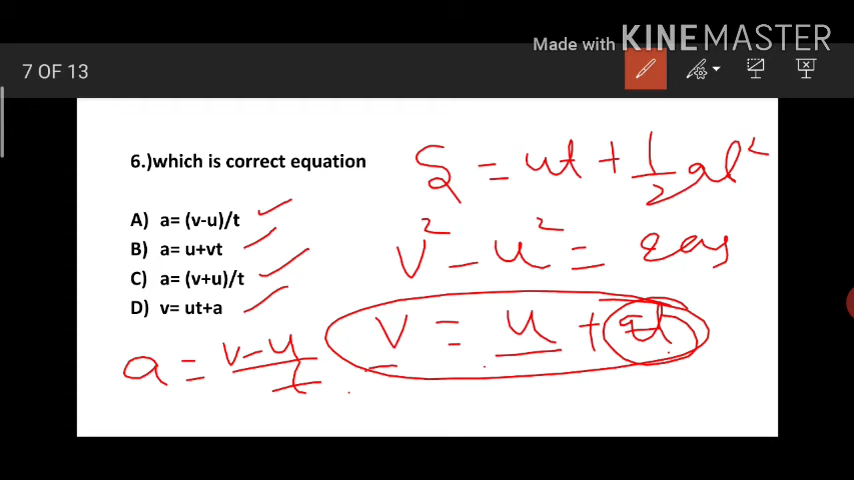 Made with KINEMASTER
7 OF 13
6.)which is correct equation
S = ut + 1/2 at²
A) a= (v-u)/t
B) a= u+vt
v² - u² = 2as
C) a= (v+u)/t
D) v= ut+a
v = u + at
a = v-u/t